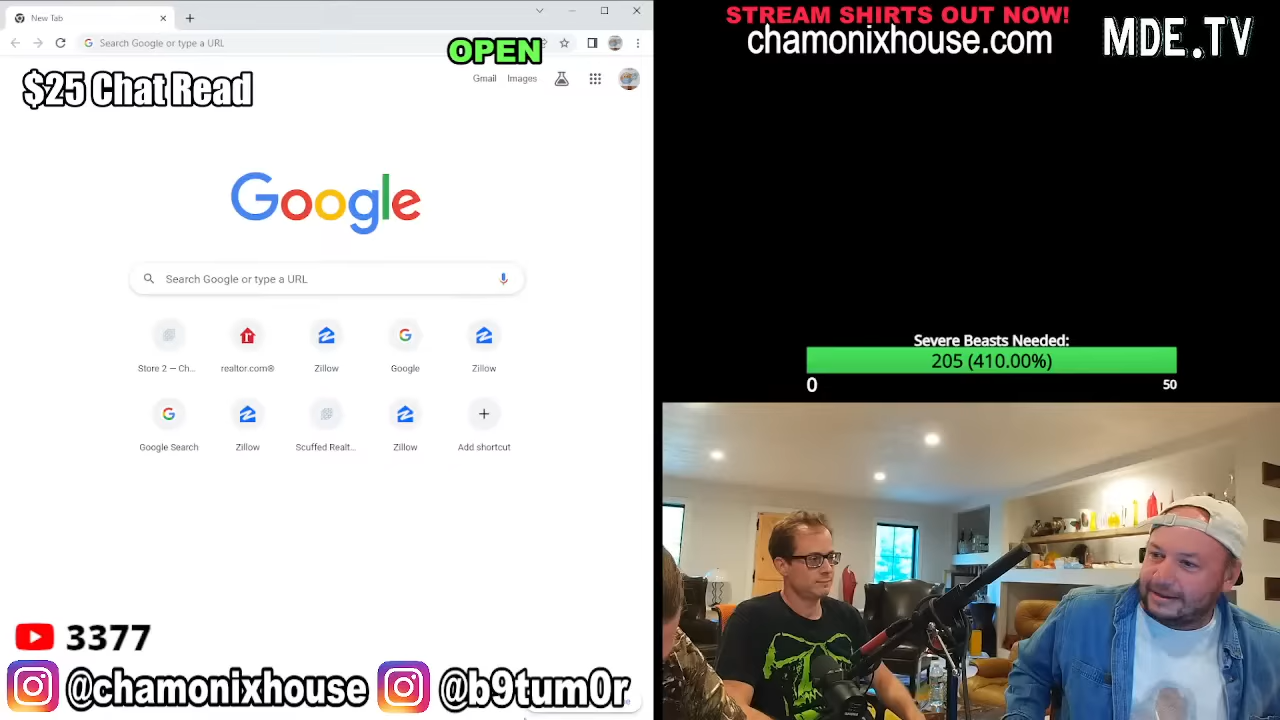 New Tab
Search Google or type a URL
OPEN
Gmail
Images
$25 Chat Read
Google
Search Google or type a URL
Store 2 — Ch...
realtor.com®
Zillow
Google
Zillow
Google Search
Zillow
Scuffed Realt...
Zillow
Add shortcut
3377
@chamonixhouse
@b9tum0r
STREAM SHIRTS OUT NOW!
chamonixhouse.com
MDE.TV
Severe Beasts Needed:
205 (410.00%)
0
50